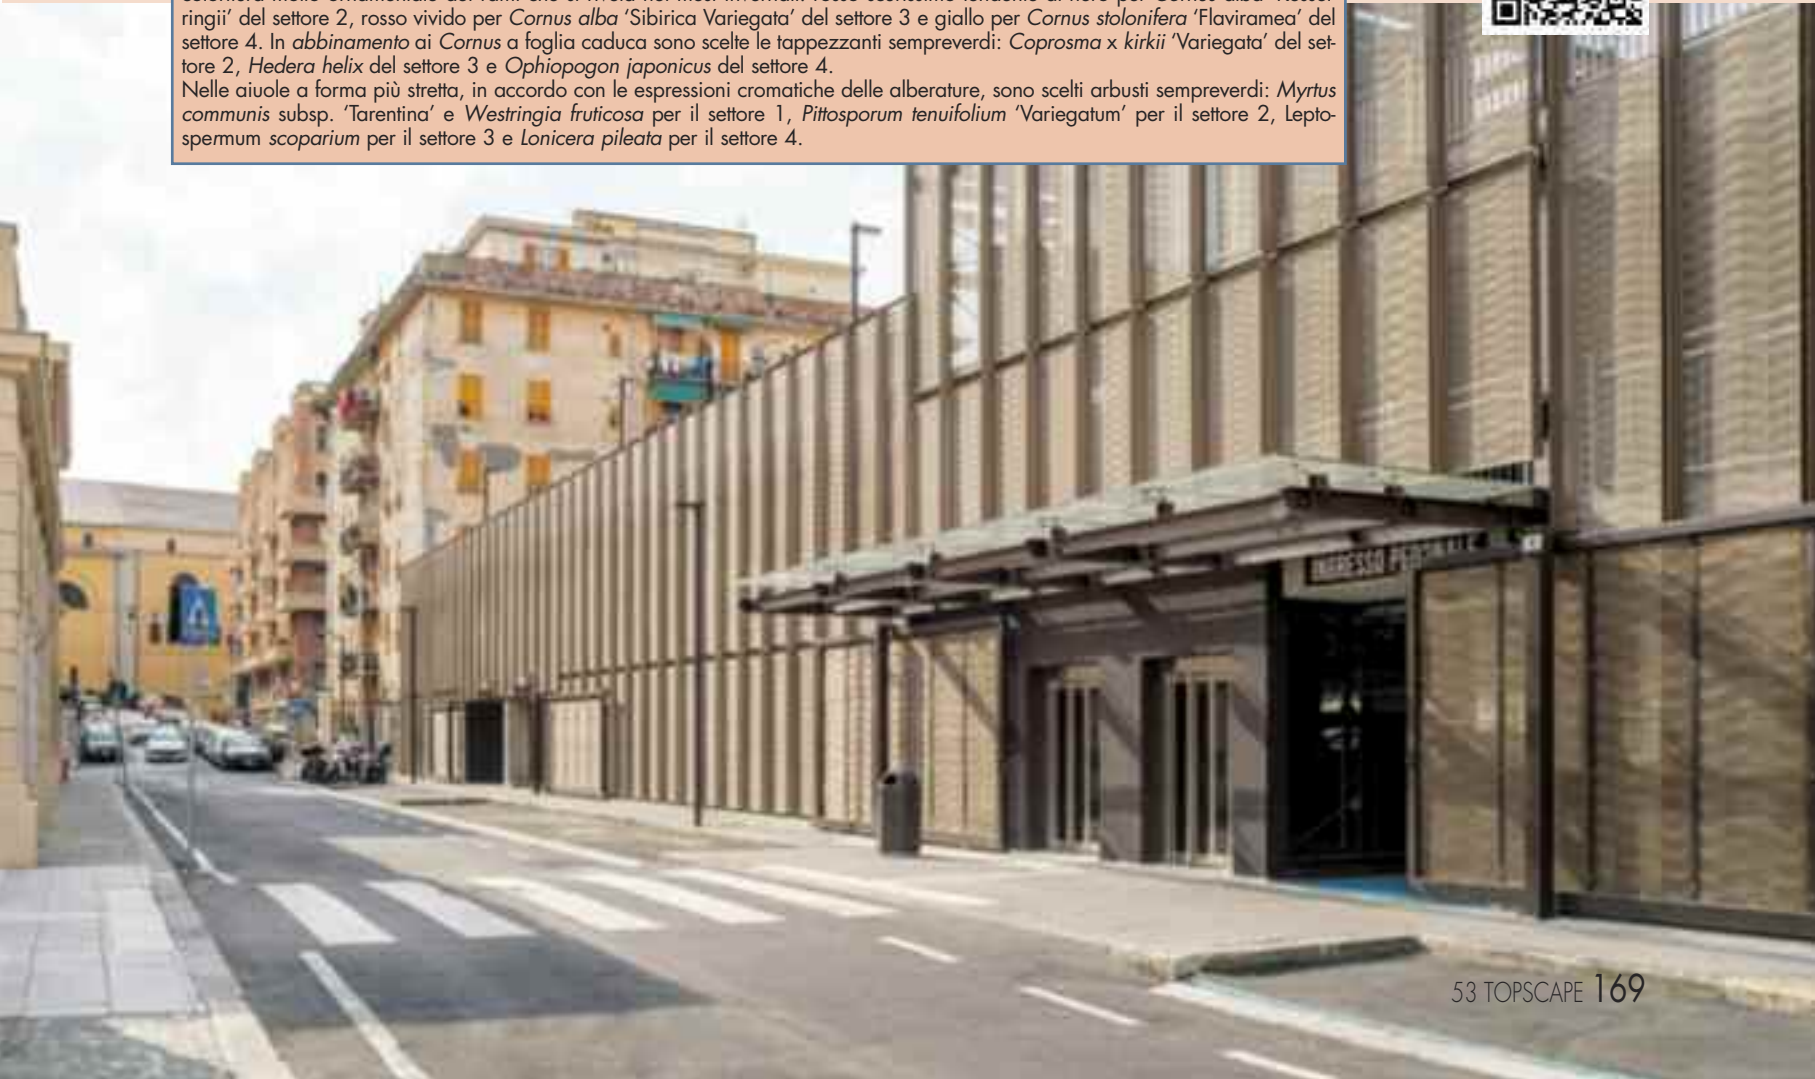 settore 4. In abbinamento ai Cornus a foglia caduca sono scelte le tappezzanti sempreverdi: Coprosma x kirkii ‘Variegata’ del set-
tore 2, Hedera helix del settore 3 e Ophiopogon japonicus del settore 4.
Nelle aiuole a forma più stretta, in accordo con le espressioni cromatiche delle alberature, sono scelti arbusti sempreverdi: Myrtus
communis subsp. ‘Tarentina’ e Westringia fruticosa per il settore 1, Pittosporum tenuifolium ‘Variegatum’ per il settore 2, Lepto-
spermum scoparium per il settore 3 e Lonicera pileata per il settore 4.
ringii’ del settore 2, rosso vivido per Cornus alba ‘Sibirica Variegata’ del settore 3 e giallo per Cornus stolonifera ‘Flaviramea’ del
INGRESSO PERSONALE
53 TOPSCAPE 169